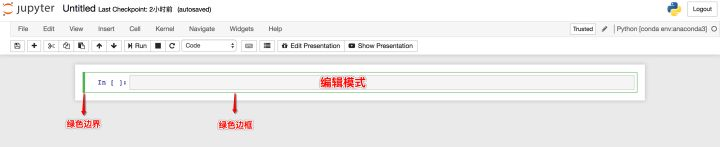 jupyter Untitled Last Checkpoint: 2小时前 (autosaved) Logout
File Edit View Insert Cell Kernel Navigate Widgets Help Trusted Python [conda env:anaconda3]
Run Code Edit Presentation Show Presentation
In [ ]: 编辑模式
绿色边界 绿色边框